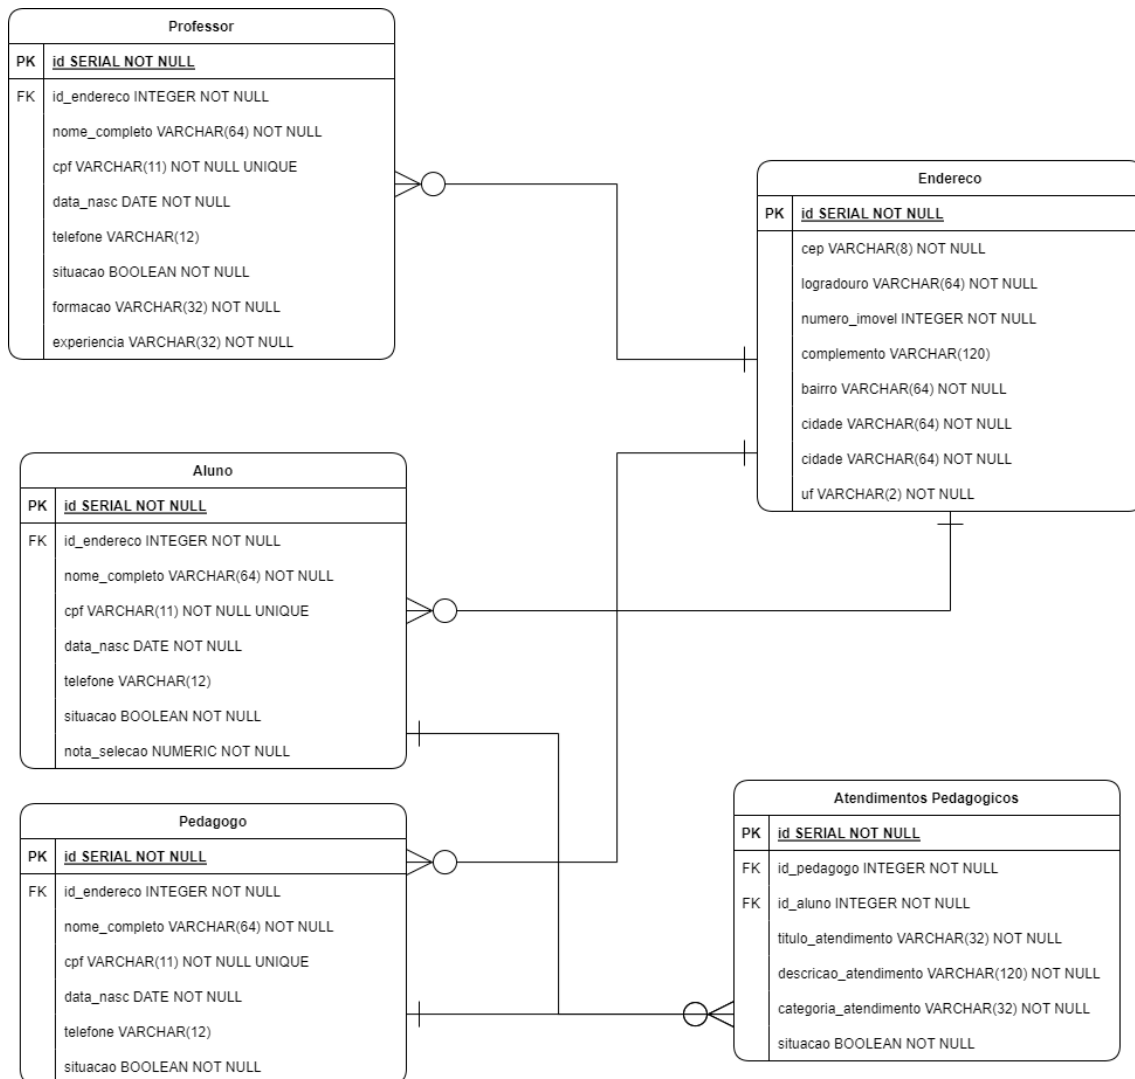 Professor
PK id SERIAL NOT NULL
FK id_endereco INTEGER NOT NULL
nome_completo VARCHAR(64) NOT NULL
cpf VARCHAR(11) NOT NULL UNIQUE
data_nasc DATE NOT NULL
telefone VARCHAR(12)
situacao BOOLEAN NOT NULL
formacao VARCHAR(32) NOT NULL
experiencia VARCHAR(32) NOT NULL
Endereco
PK id SERIAL NOT NULL
cep VARCHAR(8) NOT NULL
logradouro VARCHAR(64) NOT NULL
numero_imovel INTEGER NOT NULL
complemento VARCHAR(120)
bairro VARCHAR(64) NOT NULL
cidade VARCHAR(64) NOT NULL
cidade VARCHAR(64) NOT NULL
uf VARCHAR(2) NOT NULL
Aluno
PK id SERIAL NOT NULL
FK id_endereco INTEGER NOT NULL
nome_completo VARCHAR(64) NOT NULL
cpf VARCHAR(11) NOT NULL UNIQUE
data_nasc DATE NOT NULL
telefone VARCHAR(12)
situacao BOOLEAN NOT NULL
nota_selecao NUMERIC NOT NULL
Pedagogo
PK id SERIAL NOT NULL
FK id_endereco INTEGER NOT NULL
nome_completo VARCHAR(64) NOT NULL
cpf VARCHAR(11) NOT NULL UNIQUE
data_nasc DATE NOT NULL
telefone VARCHAR(12)
situacao BOOLEAN NOT NULL
Atendimentos Pedagogicos
PK id SERIAL NOT NULL
FK id_pedagogo INTEGER NOT NULL
FK id_aluno INTEGER NOT NULL
titulo_atendimento VARCHAR(32) NOT NULL
descricao_atendimento VARCHAR(120) NOT NULL
categoria_atendimento VARCHAR(32) NOT NULL
situacao BOOLEAN NOT NULL